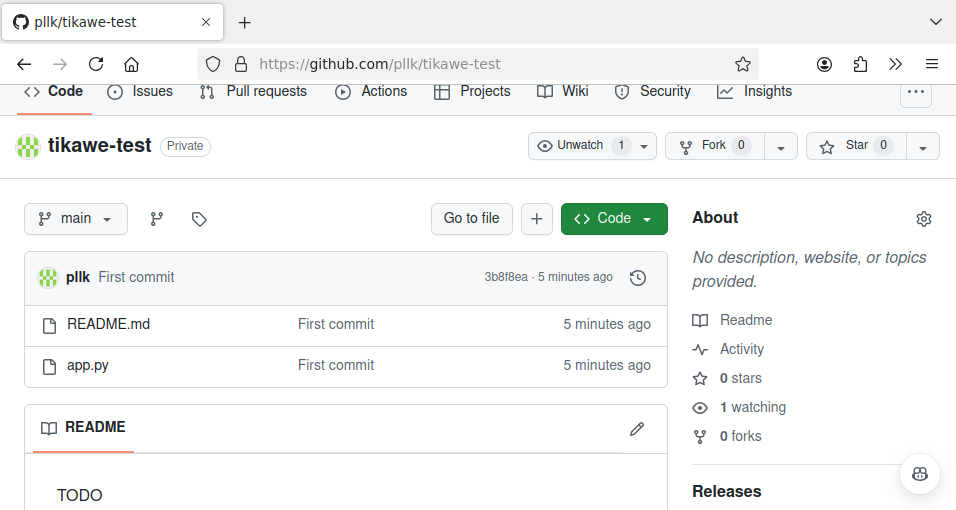 pllk/tikawe-test
https://github.com/pllk/tikawe-test
Code Issues Pull requests Actions Projects Wiki Security Insights
tikawe-test Private Unwatch 1 Fork 0 Star 0
main Go to file Code
pllk First commit 3b8f8ea · 5 minutes ago
README.md First commit 5 minutes ago
app.py First commit 5 minutes ago
README
TODO
About
No description, website, or topics
provided.
Readme
Activity
0 stars
1 watching
0 forks
Releases